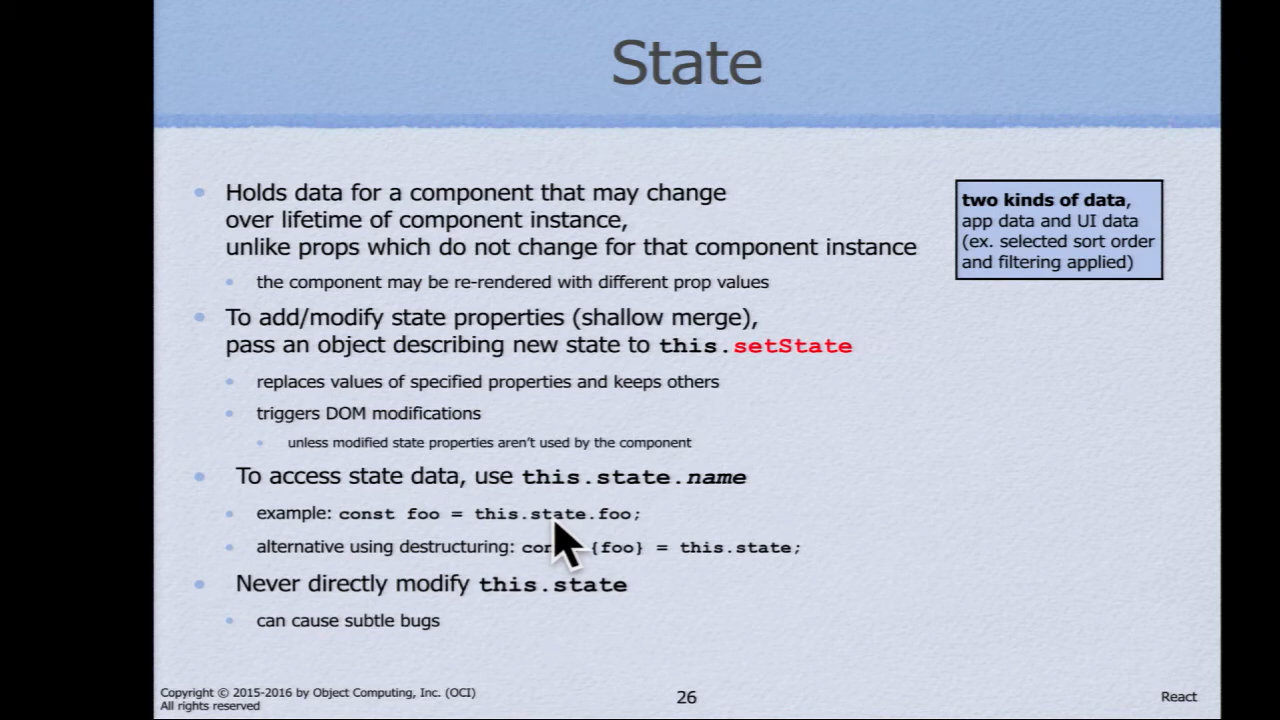 State
Holds data for a component that may change
over lifetime of component instance,
unlike props which do not change for that component instance
the component may be re-rendered with different prop values
two kinds of data,
app data and UI data
(ex. selected sort order
and filtering applied)
To add/modify state properties (shallow merge),
pass an object describing new state to this.setState
replaces values of specified properties and keeps others
triggers DOM modifications
unless modified state properties aren't used by the component
To access state data, use this.state.name
example: const foo = this.state.foo;
alternative using destructuring: {foo} = this.state;
Never directly modify this.state
can cause subtle bugs
Copyright © 2015-2016 by Object Computing, Inc. (OCI)
All rights reserved
26
React